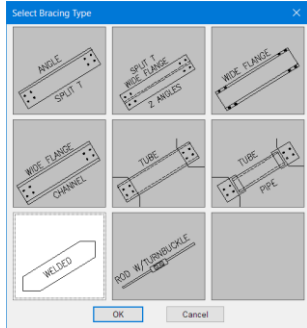 Select Bracing Type
ANGLE
SPLIT T
SPLIT T
WIDE FLANGE
2 ANGLES
WIDE FLANGE
WIDE FLANGE
CHANNEL
TUBE
TUBE
PIPE
WELDED
ROD W/TURNBUCKLE
OK
Cancel